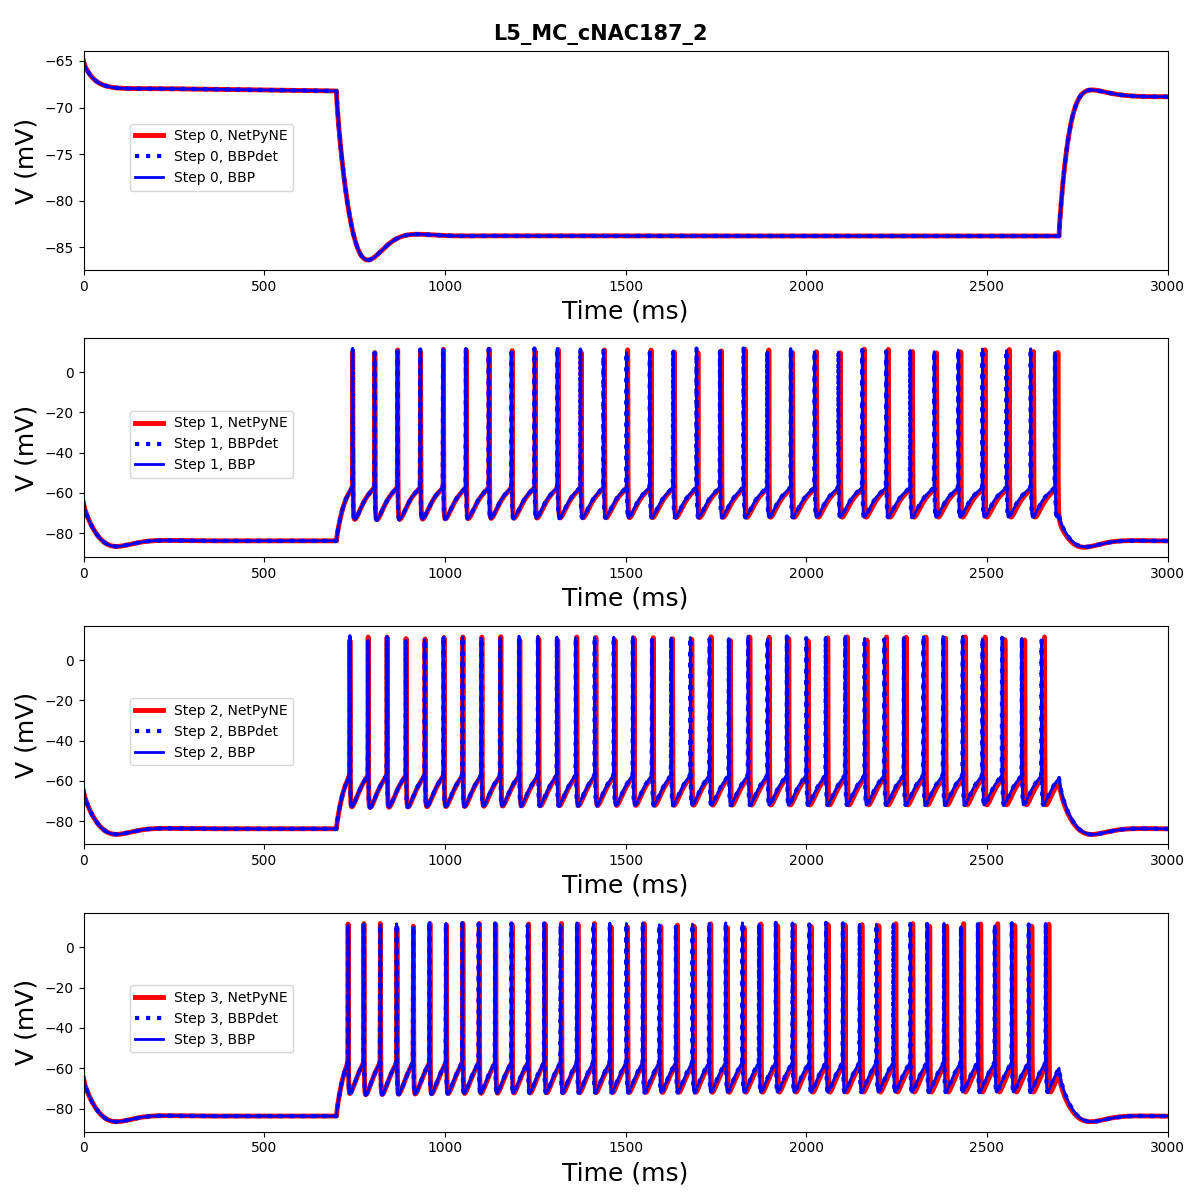 L5_MC_cNAC187_2
−65
−70
−75
−80
−85
V (mV)
Step 0, NetPyNE
Step 0, BBPdet
Step 0, BBP
0 500 1000 1500 2000 2500 3000
Time (ms)
0
−20
−40
−60
−80
V (mV)
Step 1, NetPyNE
Step 1, BBPdet
Step 1, BBP
0 500 1000 1500 2000 2500 3000
Time (ms)
0
−20
−40
−60
−80
V (mV)
Step 2, NetPyNE
Step 2, BBPdet
Step 2, BBP
0 500 1000 1500 2000 2500 3000
Time (ms)
0
−20
−40
−60
−80
V (mV)
Step 3, NetPyNE
Step 3, BBPdet
Step 3, BBP
0 500 1000 1500 2000 2500 3000
Time (ms)